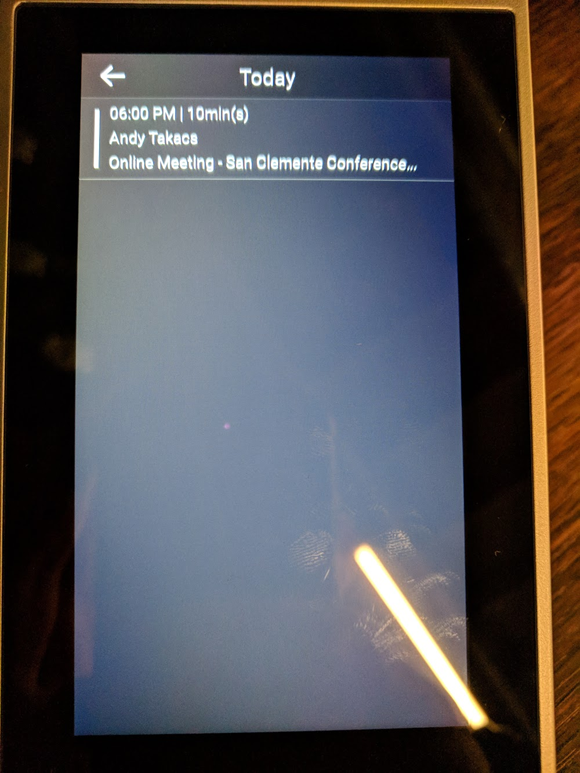 Today
06:00 PM | 10min(s)
Andy Takacs
Online Meeting - San Clemente Conference...